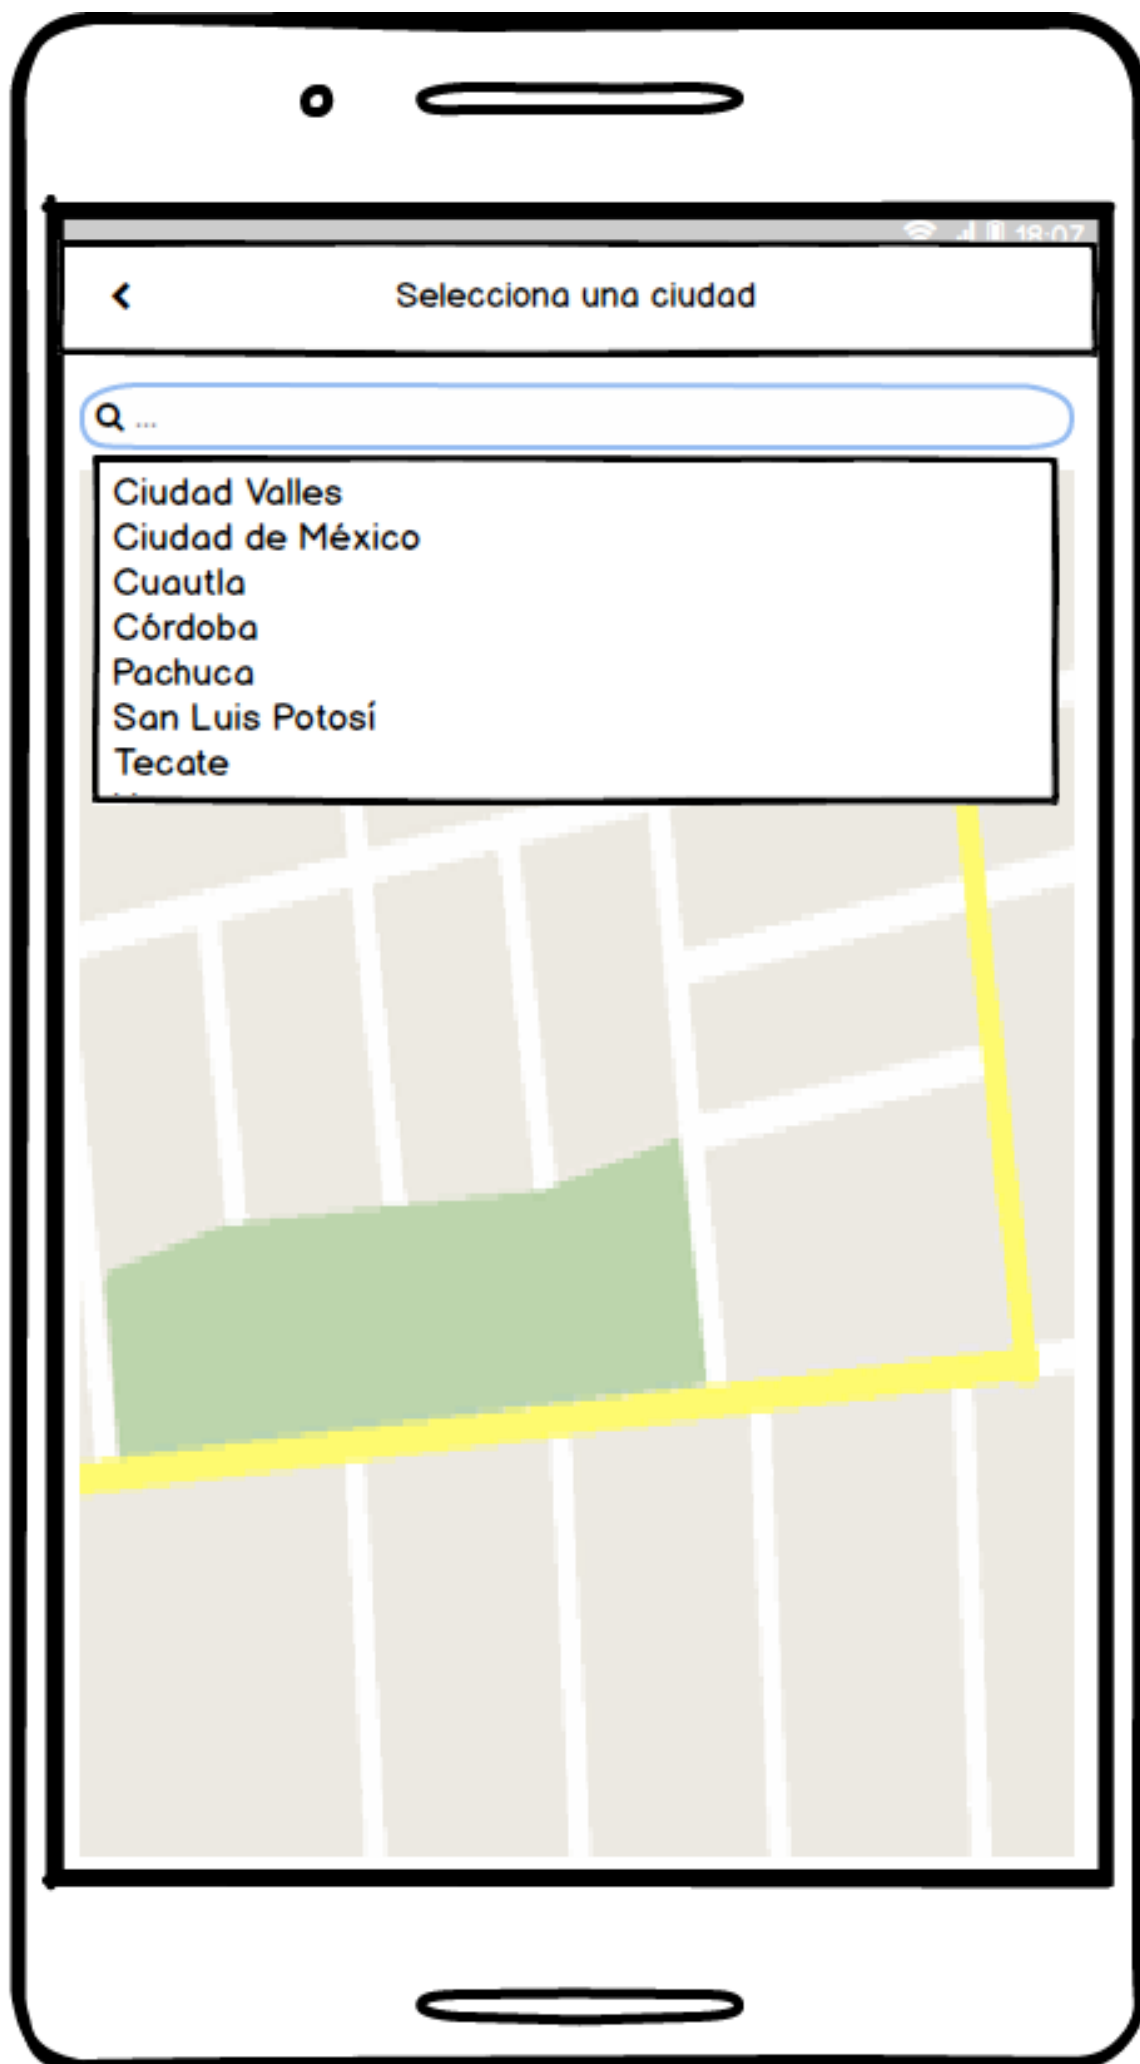 18:07
Selecciona una ciudad
...
Ciudad Valles
Ciudad de México
Cuautla
Córdoba
Pachuca
San Luis Potosí
Tecate